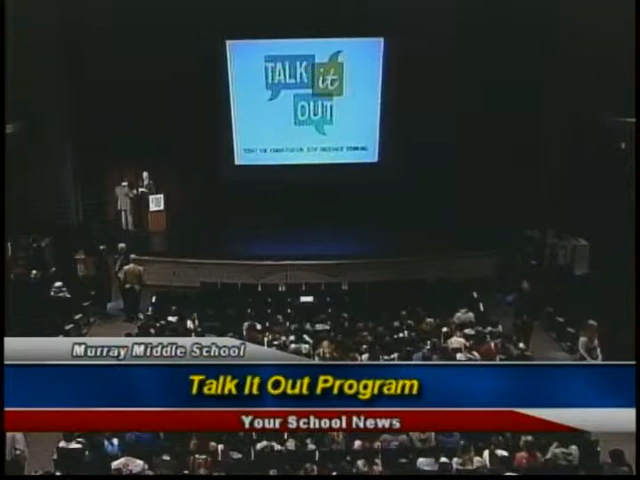 TALK
it
OUT
Murray Middle School
Talk It Out Program
Your School News